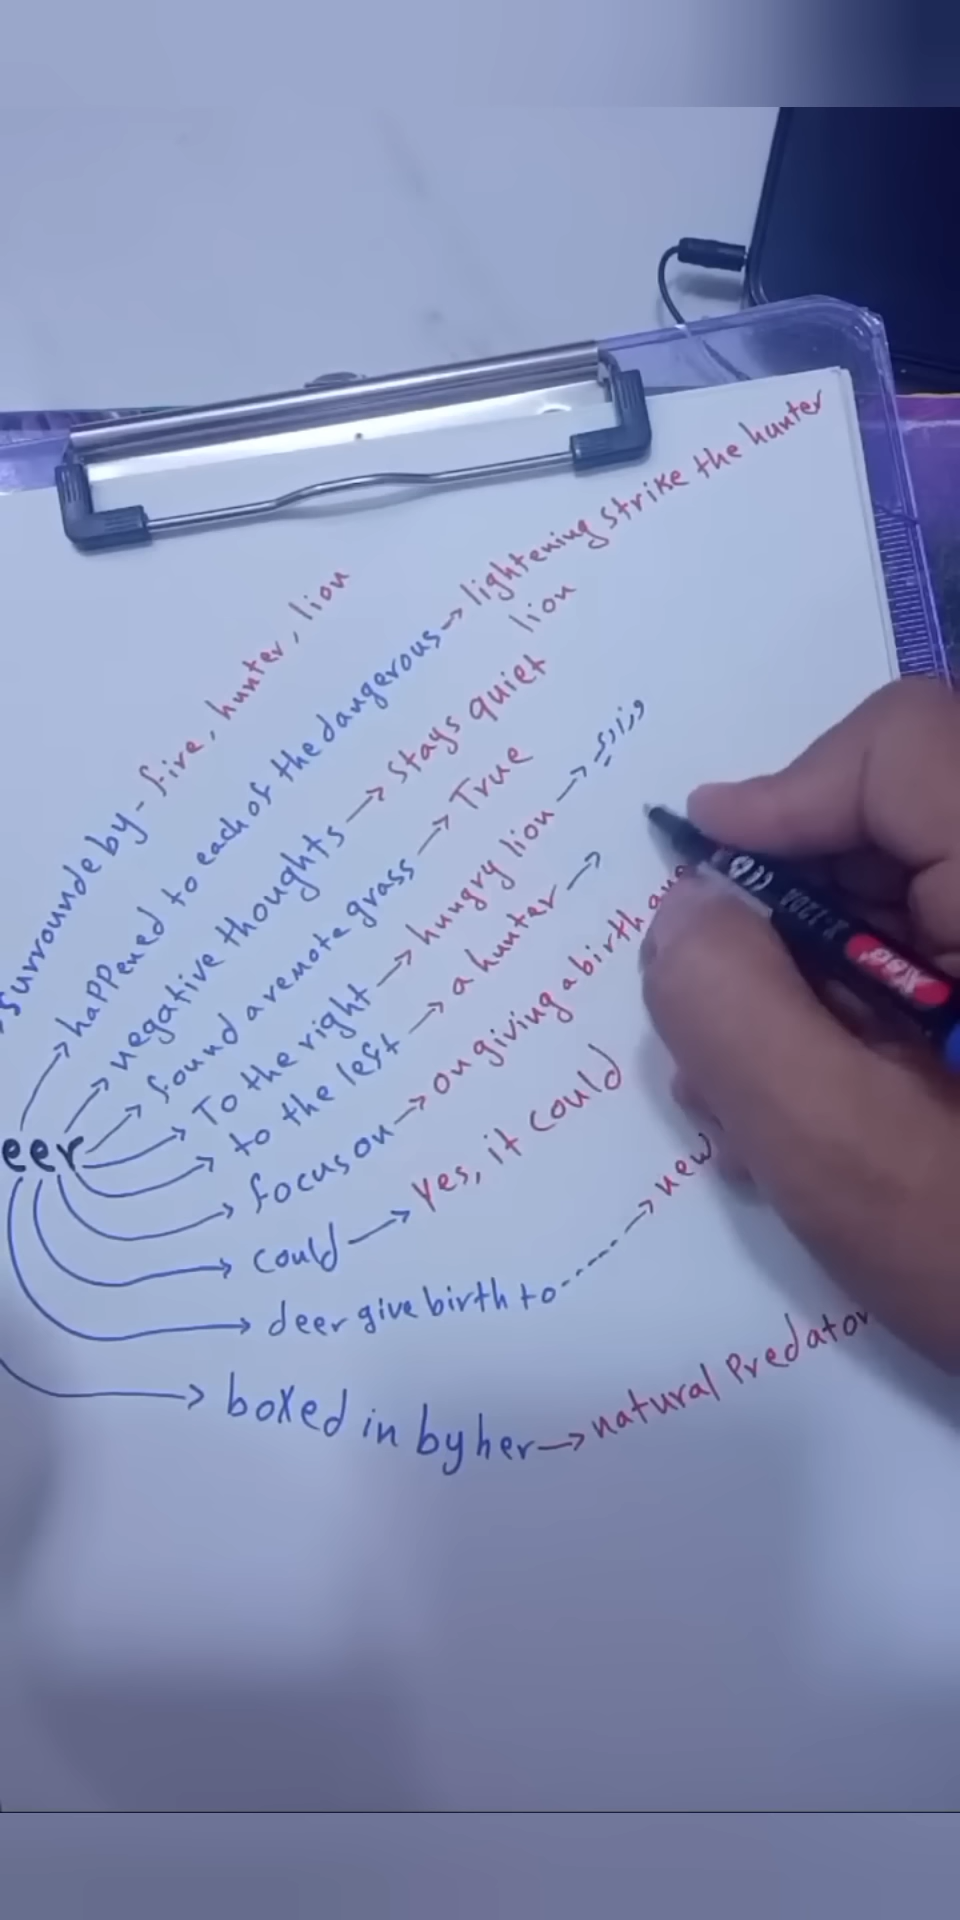 surrounde by - fire, hunter, lion
happened to each of the dangerous → lightening strike the hunter
negative thoughts → stays quiet lion
found a remote grass → True
To the right → hungry lion → وزاري
to the left → a hunter →
focus on → on giving a birth
could → yes, it could
deer give birth to ----→ new
boxed in by her → natural Predator
eer